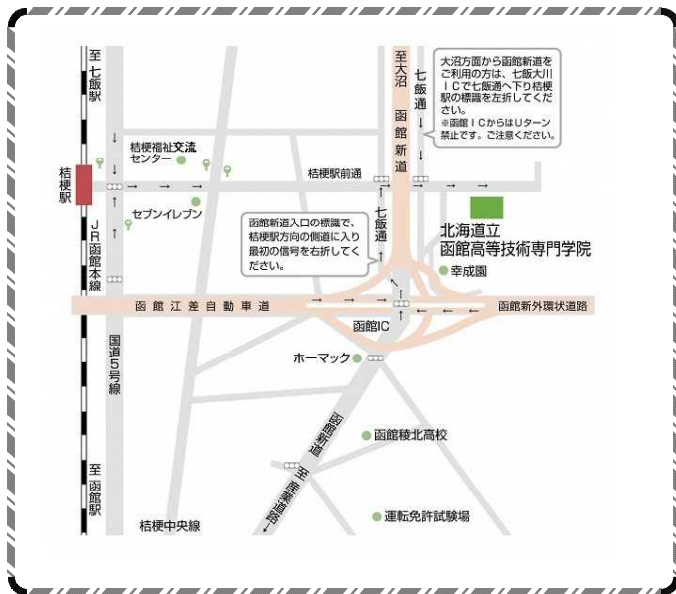 至 七飯駅
至大沼
函館新道
七飯通
大沼方面から函館新道を
ご利用の方は、七飯大川
ICで七飯通へ下り桔梗
駅の標識を左折してくだ
さい。
※函館ICからはUターン
禁止です。ご注意ください。
桔梗福祉交流
センター
桔梗駅前通
桔梗駅
セブンイレブン
七飯通
函館新道入口の標識で、
桔梗駅方向の側道に入り
最初の信号を右折してく
ださい。
北海道立
函館高等技術専門学院
幸成園
JR函館本線
函館江差自動車道
函館新外環状道路
函館IC
国道5号線
ホーマック
函館新道
函館稜北高校
至 産業道路
至 函館駅
桔梗中央線
運転免許試験場